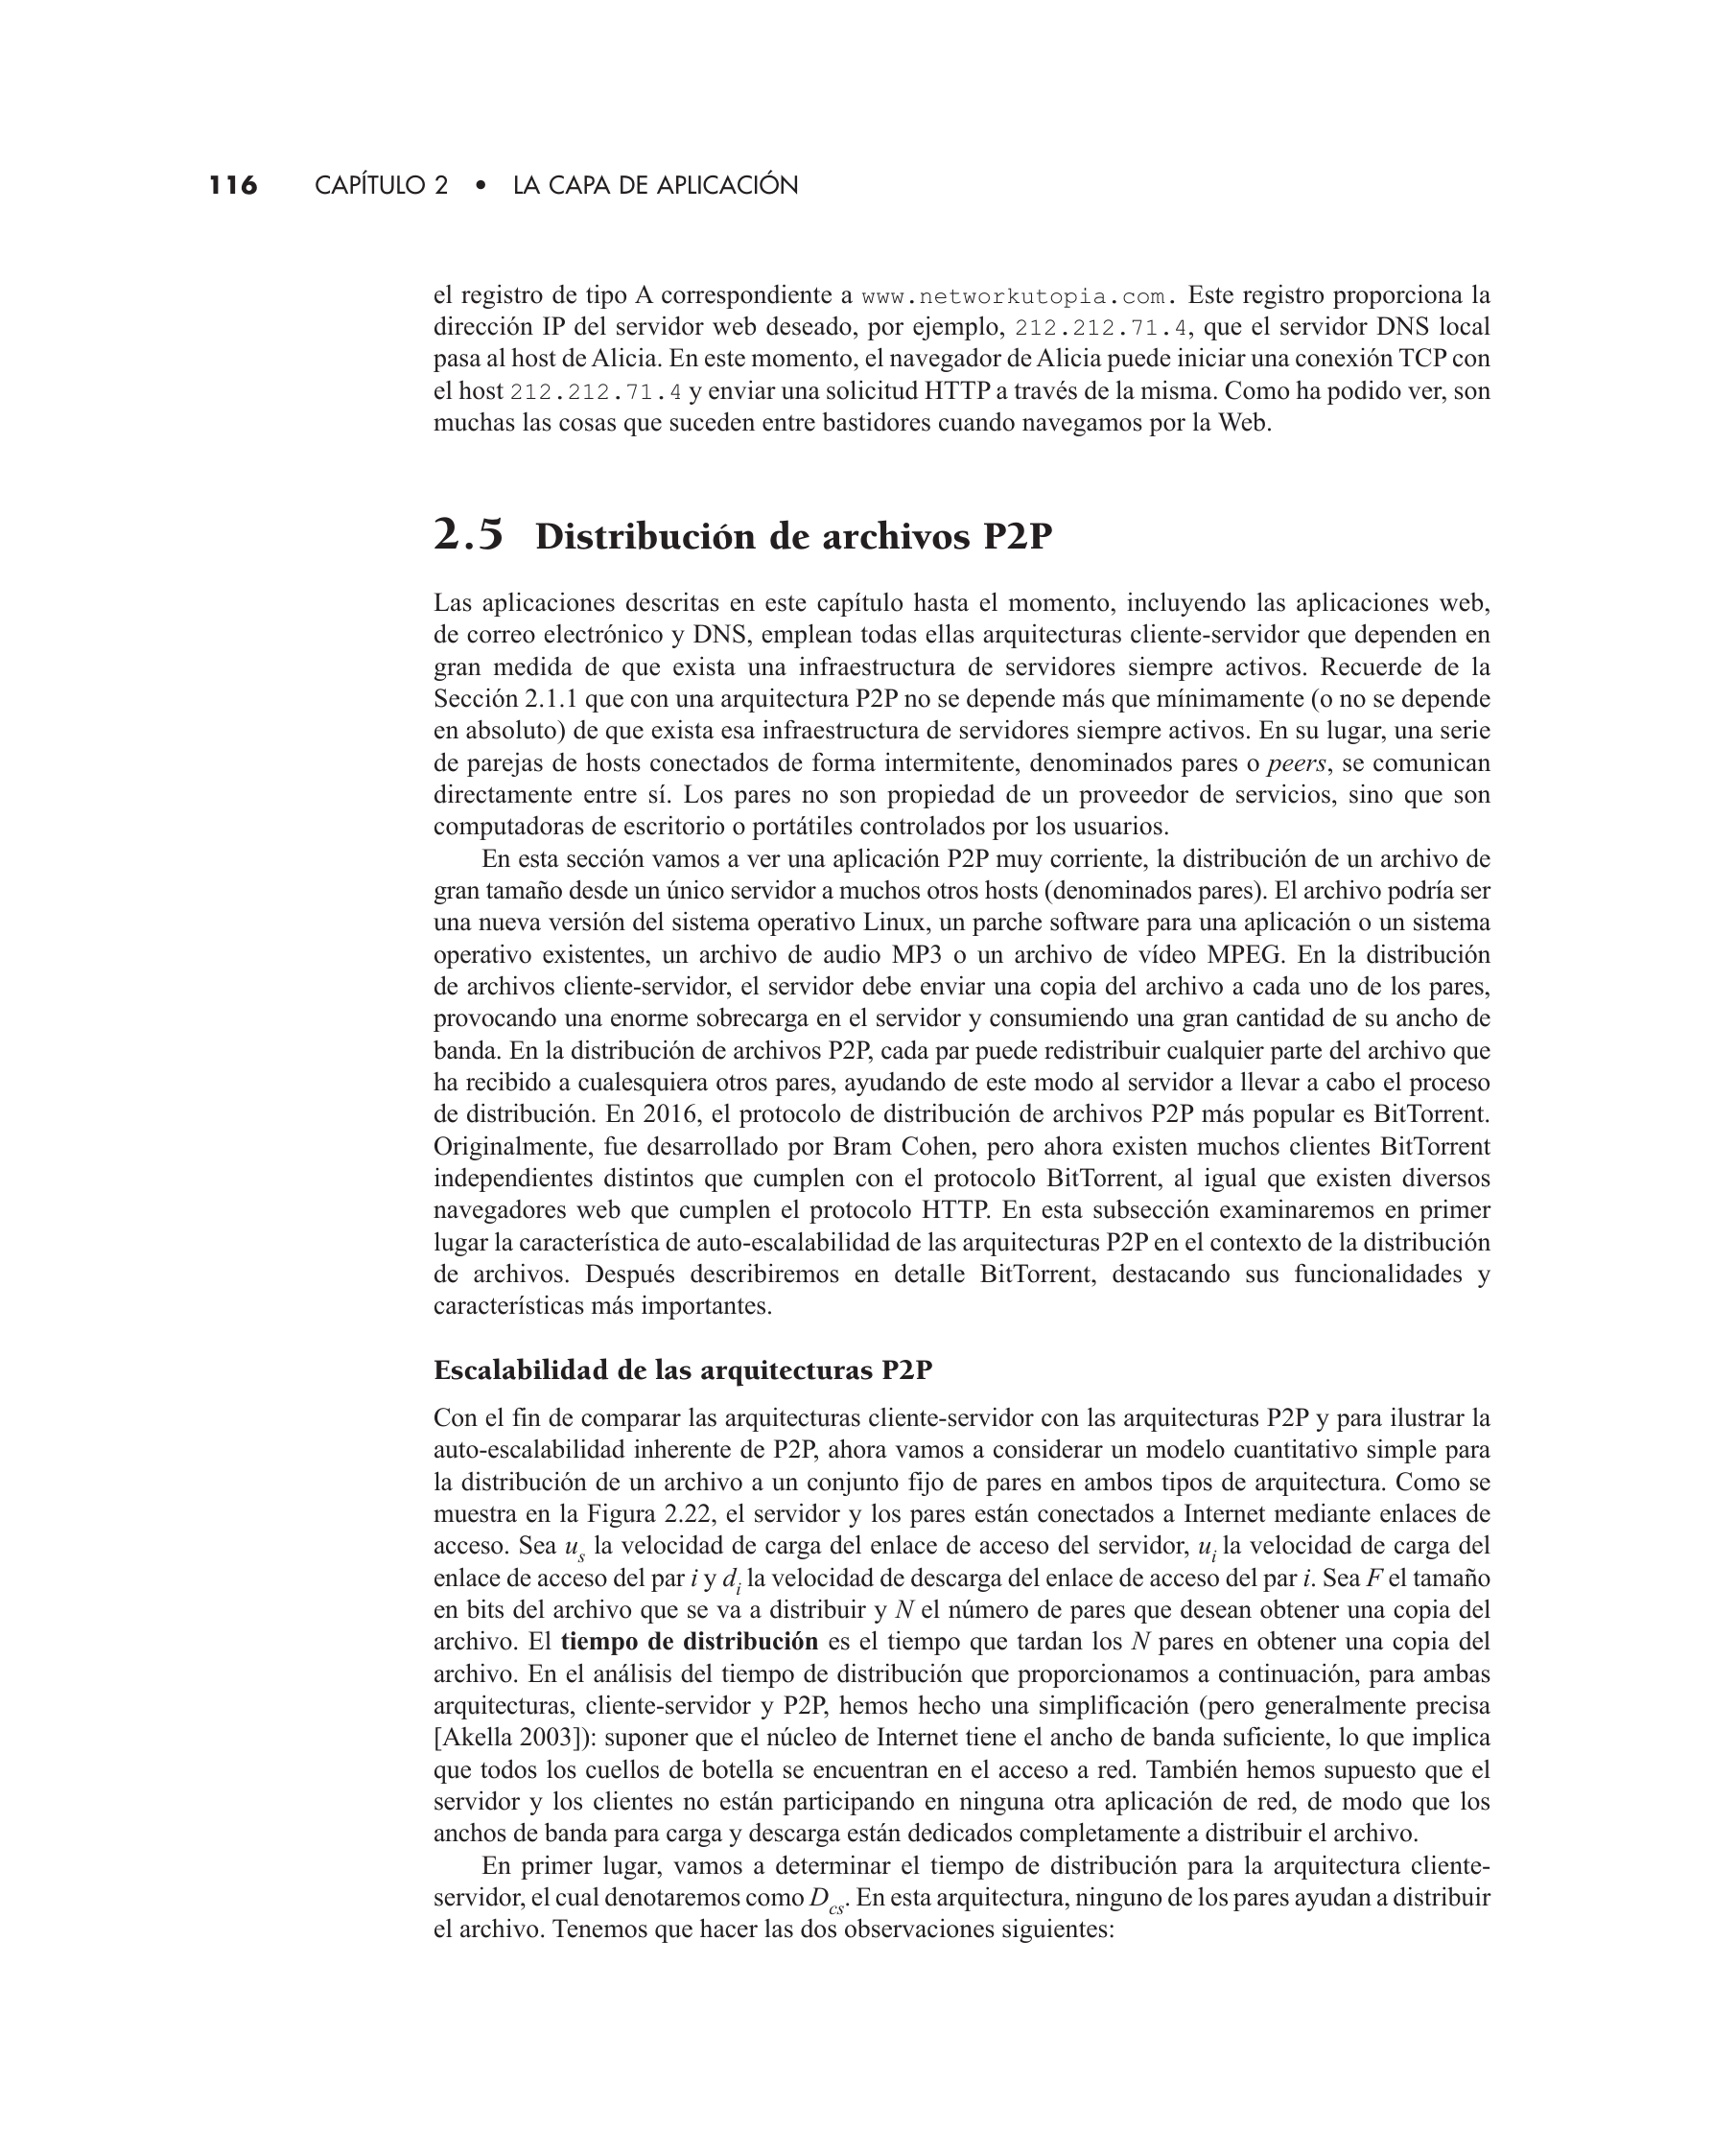 116 CAPÍTULO 2 • LA CAPA DE APLICACIÓN
el registro de tipo A correspondiente a www.networkutopia.com. Este registro proporciona la
dirección IP del servidor web deseado, por ejemplo, 212.212.71.4, que el servidor DNS local
pasa al host de Alicia. En este momento, el navegador de Alicia puede iniciar una conexión TCP con
el host 212.212.71.4 y enviar una solicitud HTTP a través de la misma. Como ha podido ver, son
muchas las cosas que suceden entre bastidores cuando navegamos por la Web.
2.5 Distribución de archivos P2P
Las aplicaciones descritas en este capítulo hasta el momento, incluyendo las aplicaciones web,
de correo electrónico y DNS, emplean todas ellas arquitecturas cliente-servidor que dependen en
gran medida de que exista una infraestructura de servidores siempre activos. Recuerde de la
Sección 2.1.1 que con una arquitectura P2P no se depende más que mínimamente (o no se depende
en absoluto) de que exista esa infraestructura de servidores siempre activos. En su lugar, una serie
de parejas de hosts conectados de forma intermitente, denominados pares o peers, se comunican
directamente entre sí. Los pares no son propiedad de un proveedor de servicios, sino que son
computadoras de escritorio o portátiles controlados por los usuarios.
En esta sección vamos a ver una aplicación P2P muy corriente, la distribución de un archivo de
gran tamaño desde un único servidor a muchos otros hosts (denominados pares). El archivo podría ser
una nueva versión del sistema operativo Linux, un parche software para una aplicación o un sistema
operativo existentes, un archivo de audio MP3 o un archivo de vídeo MPEG. En la distribución
de archivos cliente-servidor, el servidor debe enviar una copia del archivo a cada uno de los pares,
provocando una enorme sobrecarga en el servidor y consumiendo una gran cantidad de su ancho de
banda. En la distribución de archivos P2P, cada par puede redistribuir cualquier parte del archivo que
ha recibido a cualesquiera otros pares, ayudando de este modo al servidor a llevar a cabo el proceso
de distribución. En 2016, el protocolo de distribución de archivos P2P más popular es BitTorrent.
Originalmente, fue desarrollado por Bram Cohen, pero ahora existen muchos clientes BitTorrent
independientes distintos que cumplen con el protocolo BitTorrent, al igual que existen diversos
navegadores web que cumplen el protocolo HTTP. En esta subsección examinaremos en primer
lugar la característica de auto-escalabilidad de las arquitecturas P2P en el contexto de la distribución
de archivos. Después describiremos en detalle BitTorrent, destacando sus funcionalidades y
características más importantes.
Escalabilidad de las arquitecturas P2P
Con el fin de comparar las arquitecturas cliente-servidor con las arquitecturas P2P y para ilustrar la
auto-escalabilidad inherente de P2P, ahora vamos a considerar un modelo cuantitativo simple para
la distribución de un archivo a un conjunto fijo de pares en ambos tipos de arquitectura. Como se
muestra en la Figura 2.22, el servidor y los pares están conectados a Internet mediante enlaces de
acceso. Sea us la velocidad de carga del enlace de acceso del servidor, ui la velocidad de carga del
enlace de acceso del par i y di la velocidad de descarga del enlace de acceso del par i. Sea F el tamaño
en bits del archivo que se va a distribuir y N el número de pares que desean obtener una copia del
archivo. El tiempo de distribución es el tiempo que tardan los N pares en obtener una copia del
archivo. En el análisis del tiempo de distribución que proporcionamos a continuación, para ambas
arquitecturas, cliente-servidor y P2P, hemos hecho una simplificación (pero generalmente precisa
[Akella 2003]): suponer que el núcleo de Internet tiene el ancho de banda suficiente, lo que implica
que todos los cuellos de botella se encuentran en el acceso a red. También hemos supuesto que el
servidor y los clientes no están participando en ninguna otra aplicación de red, de modo que los
anchos de banda para carga y descarga están dedicados completamente a distribuir el archivo.
En primer lugar, vamos a determinar el tiempo de distribución para la arquitectura cliente-
servidor, el cual denotaremos como Dcs. En esta arquitectura, ninguno de los pares ayudan a distribuir
el archivo. Tenemos que hacer las dos observaciones siguientes: